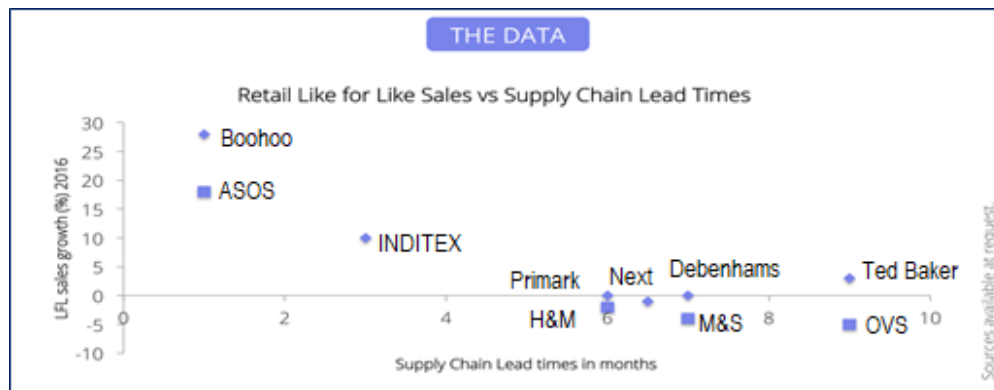 THE DATA
Retail Like for Like Sales vs Supply Chain Lead Times
LFL sales growth (%) 2016
30
25
20
15
10
5
0
-5
-10
Boohoo
ASOS
INDITEX
Primark
Next
Debenhams
Ted Baker
H&M
M&S
OVS
0
2
4
6
8
10
Supply Chain Lead times in months
Sources available at request.